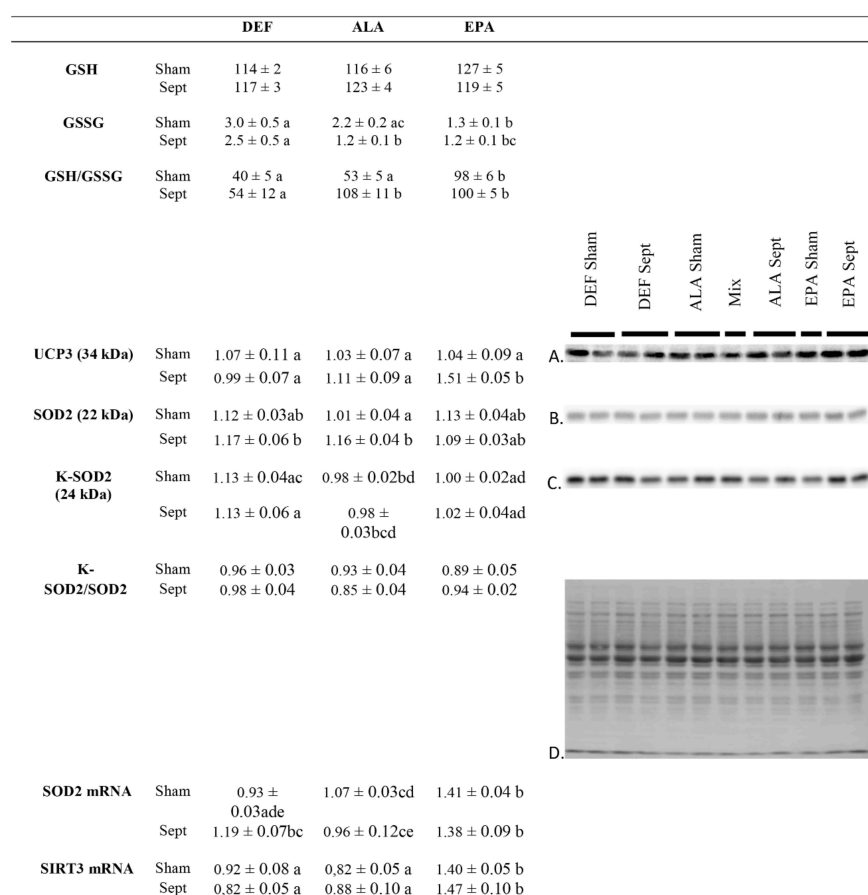 DEF ALA EPA
GSH Sham 114 ± 2 116 ± 6 127 ± 5
Sept 117 ± 3 123 ± 4 119 ± 5
GSSG Sham 3.0 ± 0.5 a 2.2 ± 0.2 ac 1.3 ± 0.1 b
Sept 2.5 ± 0.5 a 1.2 ± 0.1 b 1.2 ± 0.1 bc
GSH/GSSG Sham 40 ± 5 a 53 ± 5 a 98 ± 6 b
Sept 54 ± 12 a 108 ± 11 b 100 ± 5 b
DEF Sham
DEF Sept
ALA Sham
Mix
ALA Sept
EPA Sham
EPA Sept
UCP3 (34 kDa) Sham 1.07 ± 0.11 a 1.03 ± 0.07 a 1.04 ± 0.09 a A.
Sept 0.99 ± 0.07 a 1.11 ± 0.09 a 1.51 ± 0.05 b
SOD2 (22 kDa) Sham 1.12 ± 0.03ab 1.01 ± 0.04 a 1.13 ± 0.04ab B.
Sept 1.17 ± 0.06 b 1.16 ± 0.04 b 1.09 ± 0.03ab
K-SOD2 Sham 1.13 ± 0.04ac 0.98 ± 0.02bd 1.00 ± 0.02ad C.
(24 kDa)
Sept 1.13 ± 0.06 a 0.98 ± 1.02 ± 0.04ad
0.03bcd
K- Sham 0.96 ± 0.03 0.93 ± 0.04 0.89 ± 0.05
SOD2/SOD2 Sept 0.98 ± 0.04 0.85 ± 0.04 0.94 ± 0.02
D.
SOD2 mRNA Sham 0.93 ± 1.07 ± 0.03cd 1.41 ± 0.04 b
0.03ade
Sept 1.19 ± 0.07bc 0.96 ± 0.12ce 1.38 ± 0.09 b
SIRT3 mRNA Sham 0.92 ± 0.08 a 0,82 ± 0.05 a 1.40 ± 0.05 b
Sept 0,82 ± 0.05 a 0.88 ± 0.10 a 1.47 ± 0.10 b